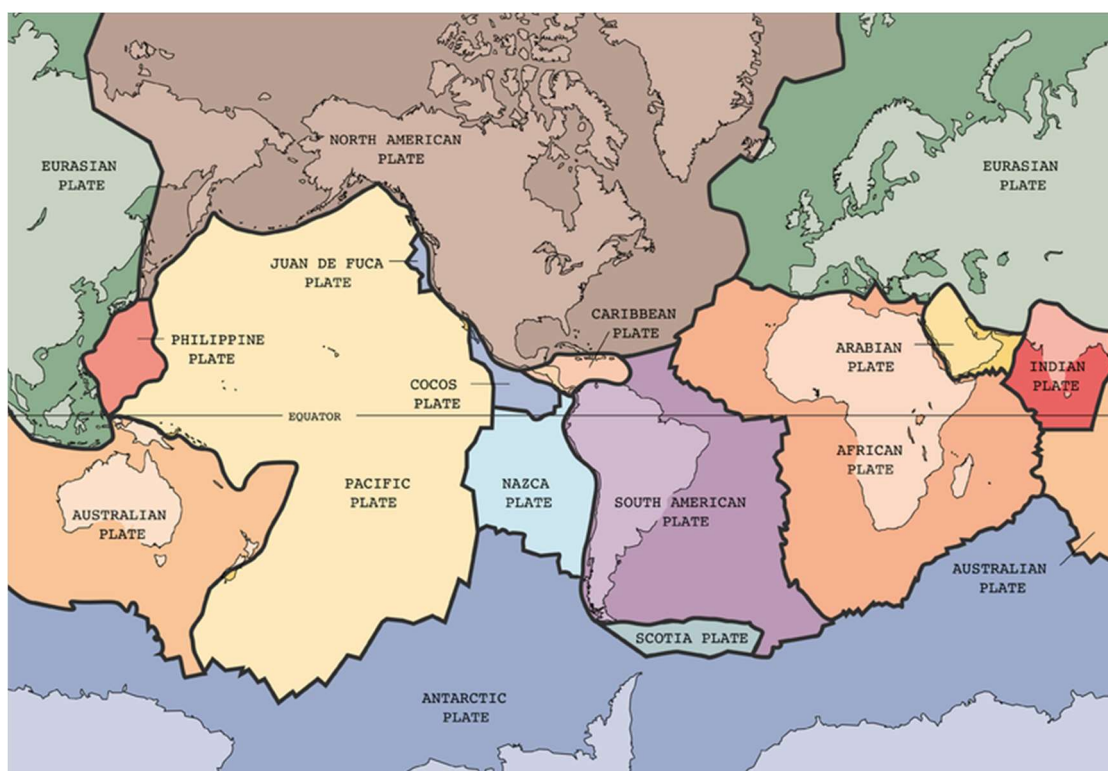 NORTH AMERICAN
PLATE
EURASIAN
PLATE
EURASIAN
PLATE
JUAN DE FUCA
PLATE
PHILIPPINE
PLATE
CARIBBEAN
PLATE
ARABIAN
PLATE
INDIAN
PLATE
COCOS
PLATE
EQUATOR
PACIFIC
PLATE
NAZCA
PLATE
SOUTH AMERICAN
PLATE
AFRICAN
PLATE
AUSTRALIAN
PLATE
AUSTRALIAN
PLATE
SCOTIA PLATE
ANTARCTIC
PLATE